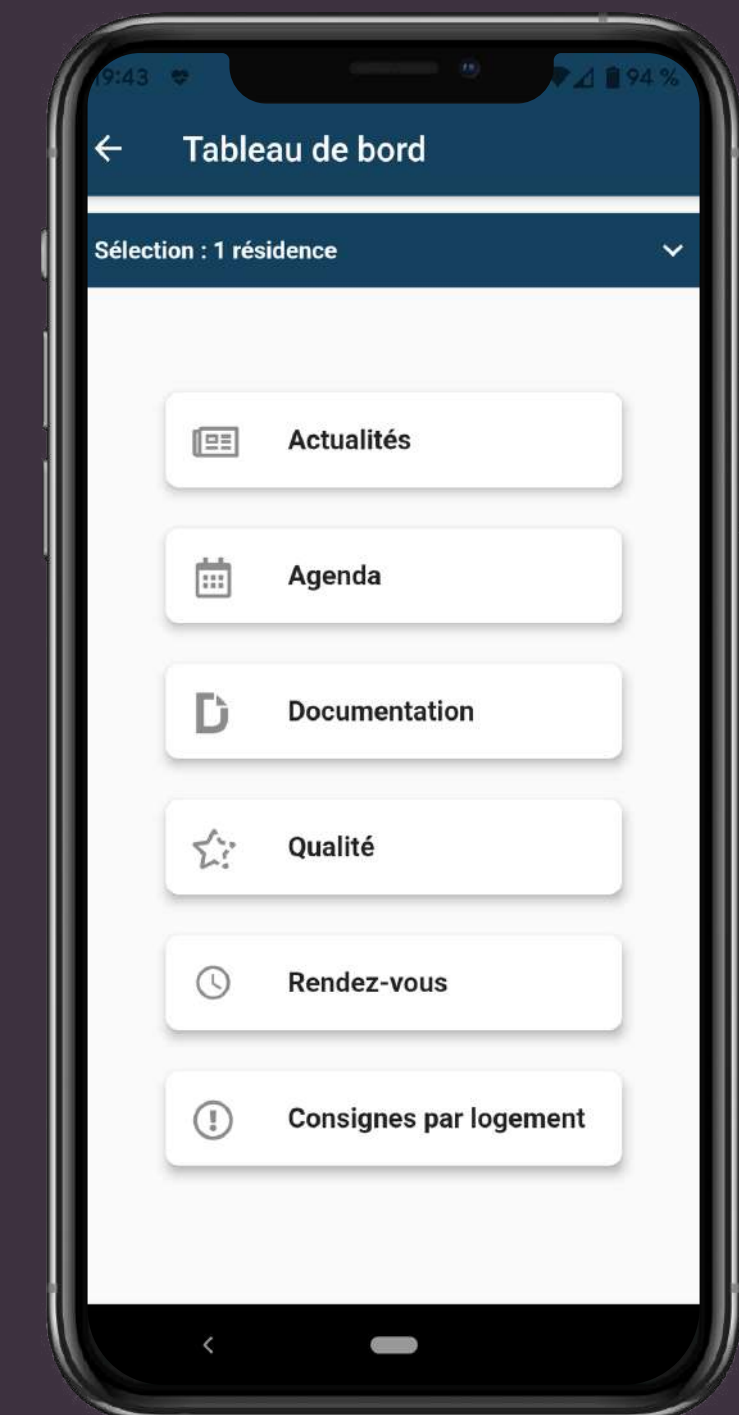 9:43 94 %
Tableau de bord
Sélection : 1 résidence
Actualités
Agenda
Documentation
Qualité
Rendez-vous
Consignes par logement